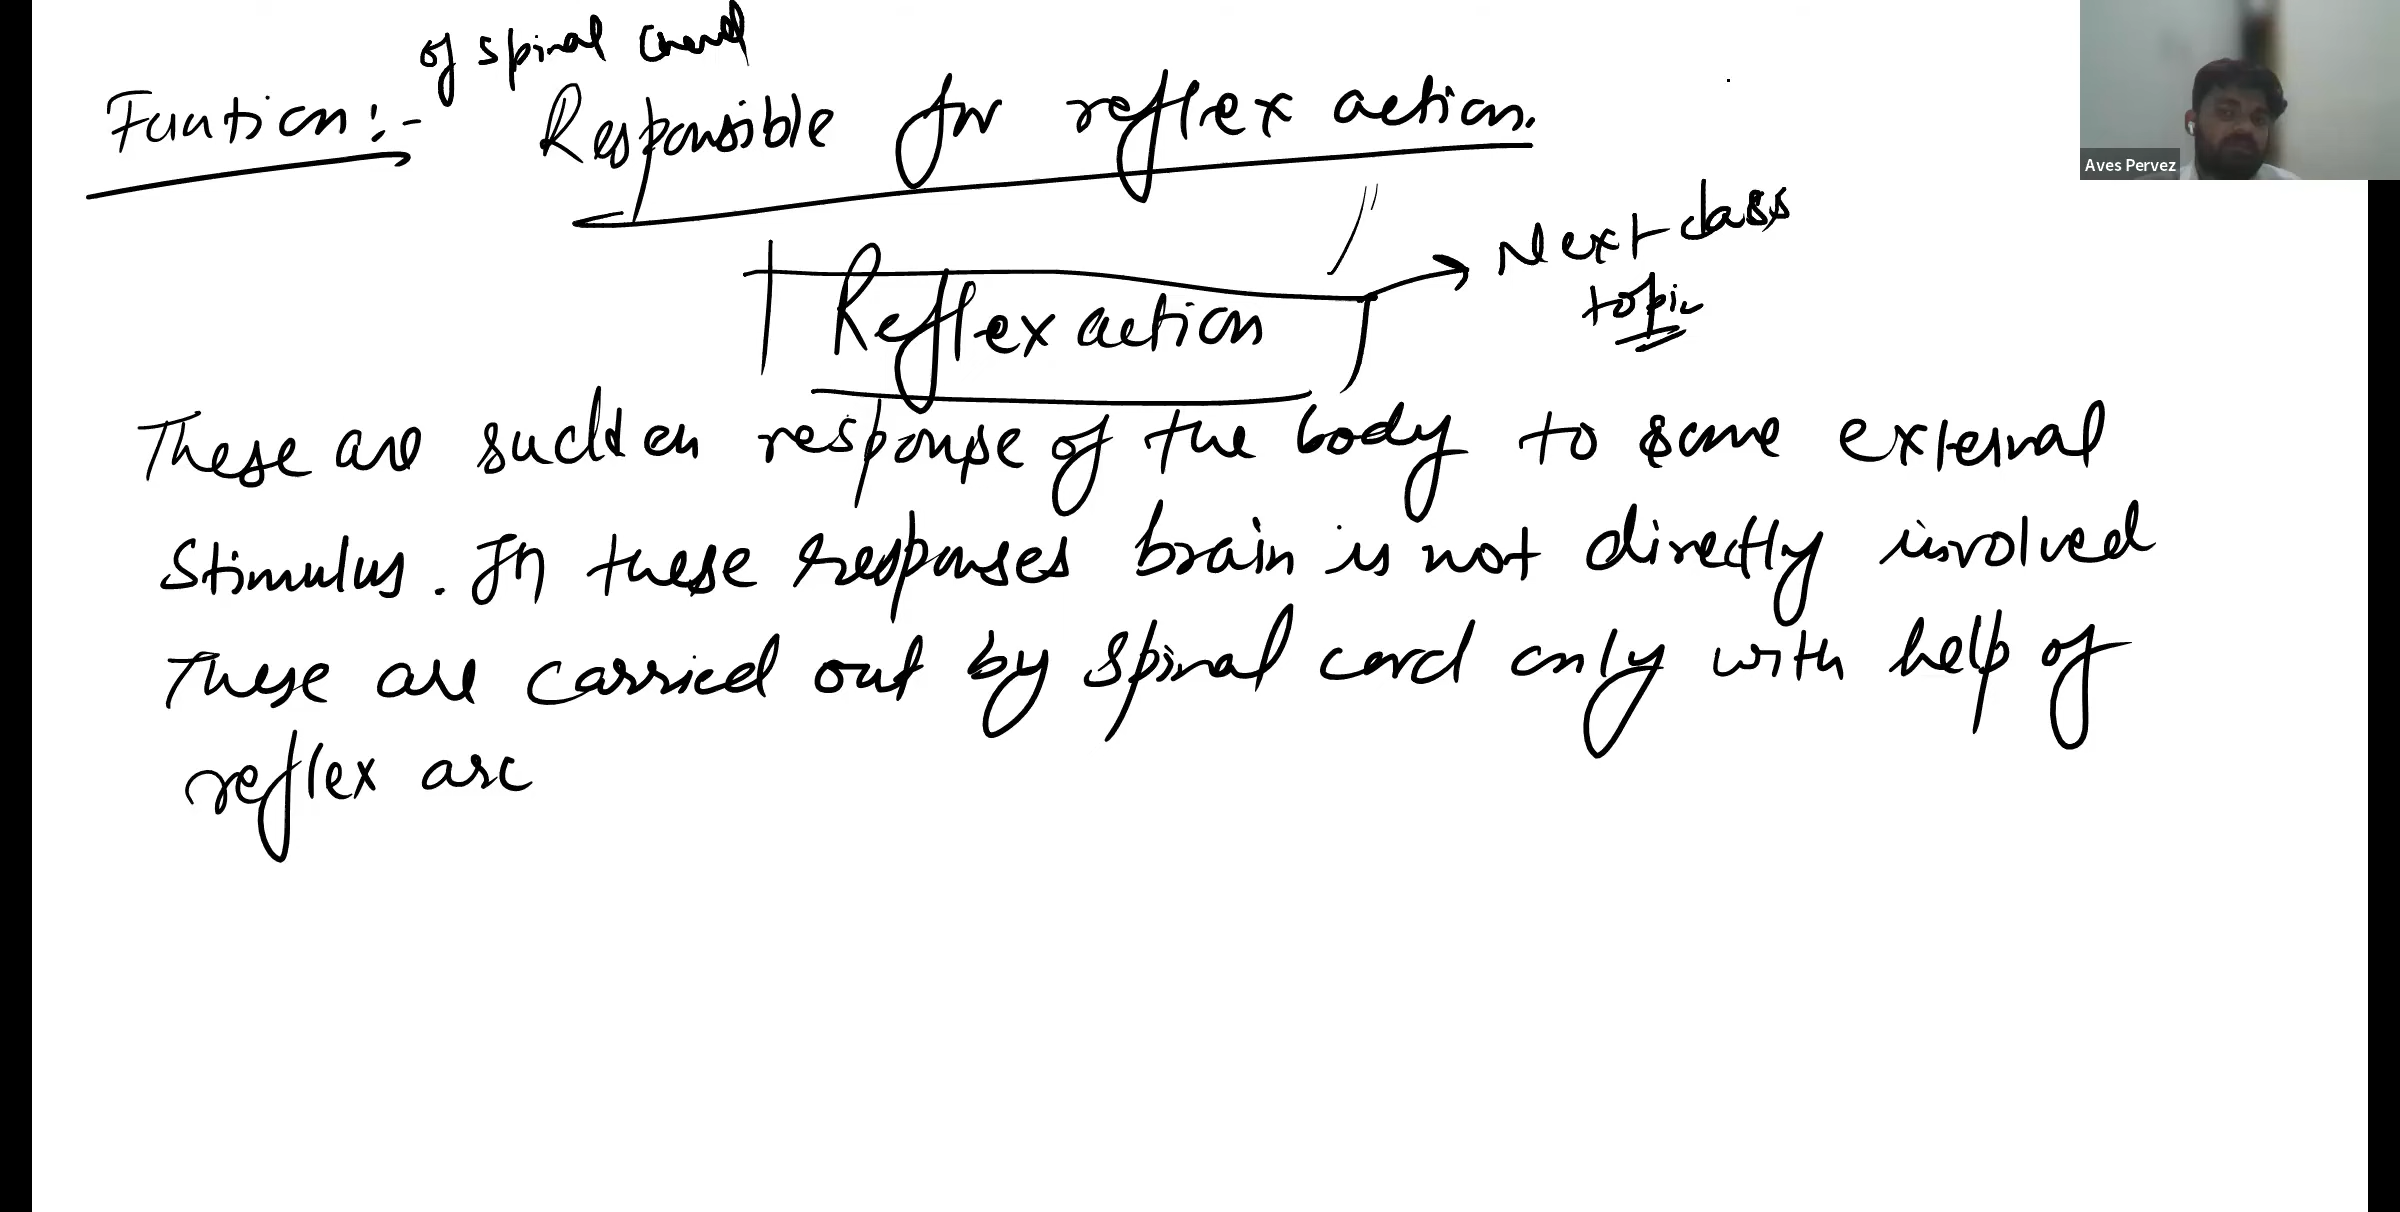 of spinal cord
Function:- Responsible for reflex action.
Reflex action → Next class
topic
These are sudden response of the body to some external
Stimulus. In these responses brain is not directly involved
These are carried out by spinal cord only with help of
reflex arc
Aves Pervez